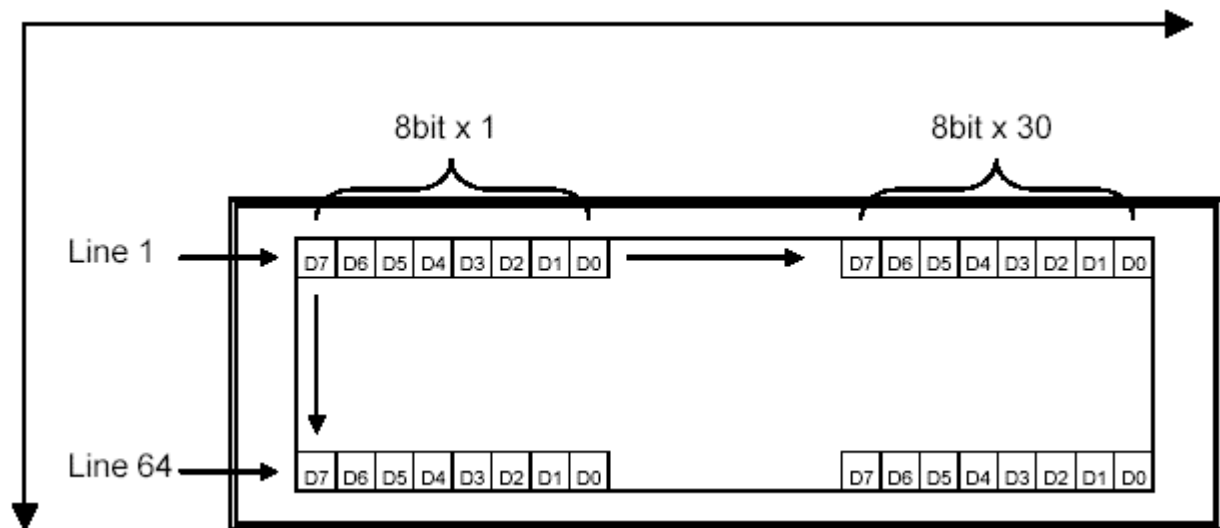 8bit x 1 8bit x 30
Line 1 D7 D6 D5 D4 D3 D2 D1 D0 D7 D6 D5 D4 D3 D2 D1 D0
Line 64 D7 D6 D5 D4 D3 D2 D1 D0 D7 D6 D5 D4 D3 D2 D1 D0